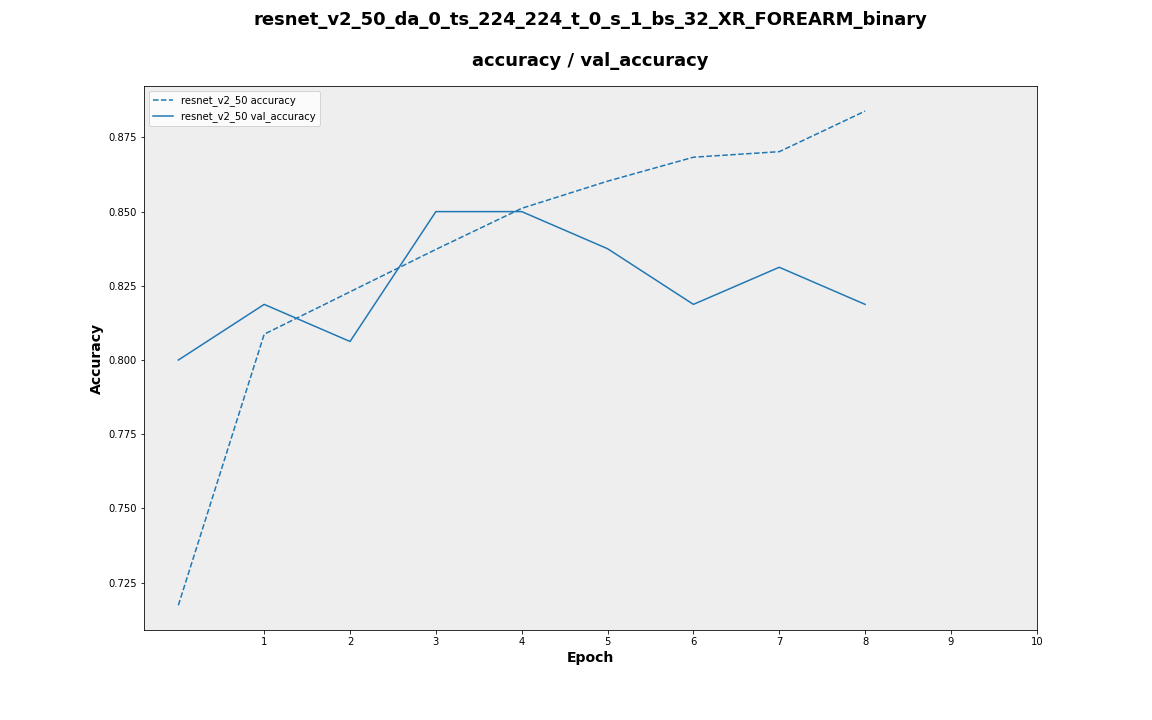 resnet_v2_50_da_0_ts_224_224_t_0_s_1_bs_32_XR_FOREARM_binary
accuracy / val_accuracy
resnet_v2_50 accuracy
resnet_v2_50 val_accuracy
0.875
0.850
0.825
0.800
0.775
0.750
0.725
Accuracy
1 2 3 4 5 6 7 8 9 10
Epoch